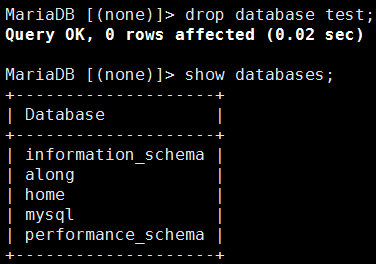 MariaDB [(none)]> drop database test;
Query OK, 0 rows affected (0.02 sec)
MariaDB [(none)]> show databases;
+--------------------+
| Database           |
+--------------------+
| information_schema |
| along              |
| home               |
| mysql              |
| performance_schema |
+--------------------+